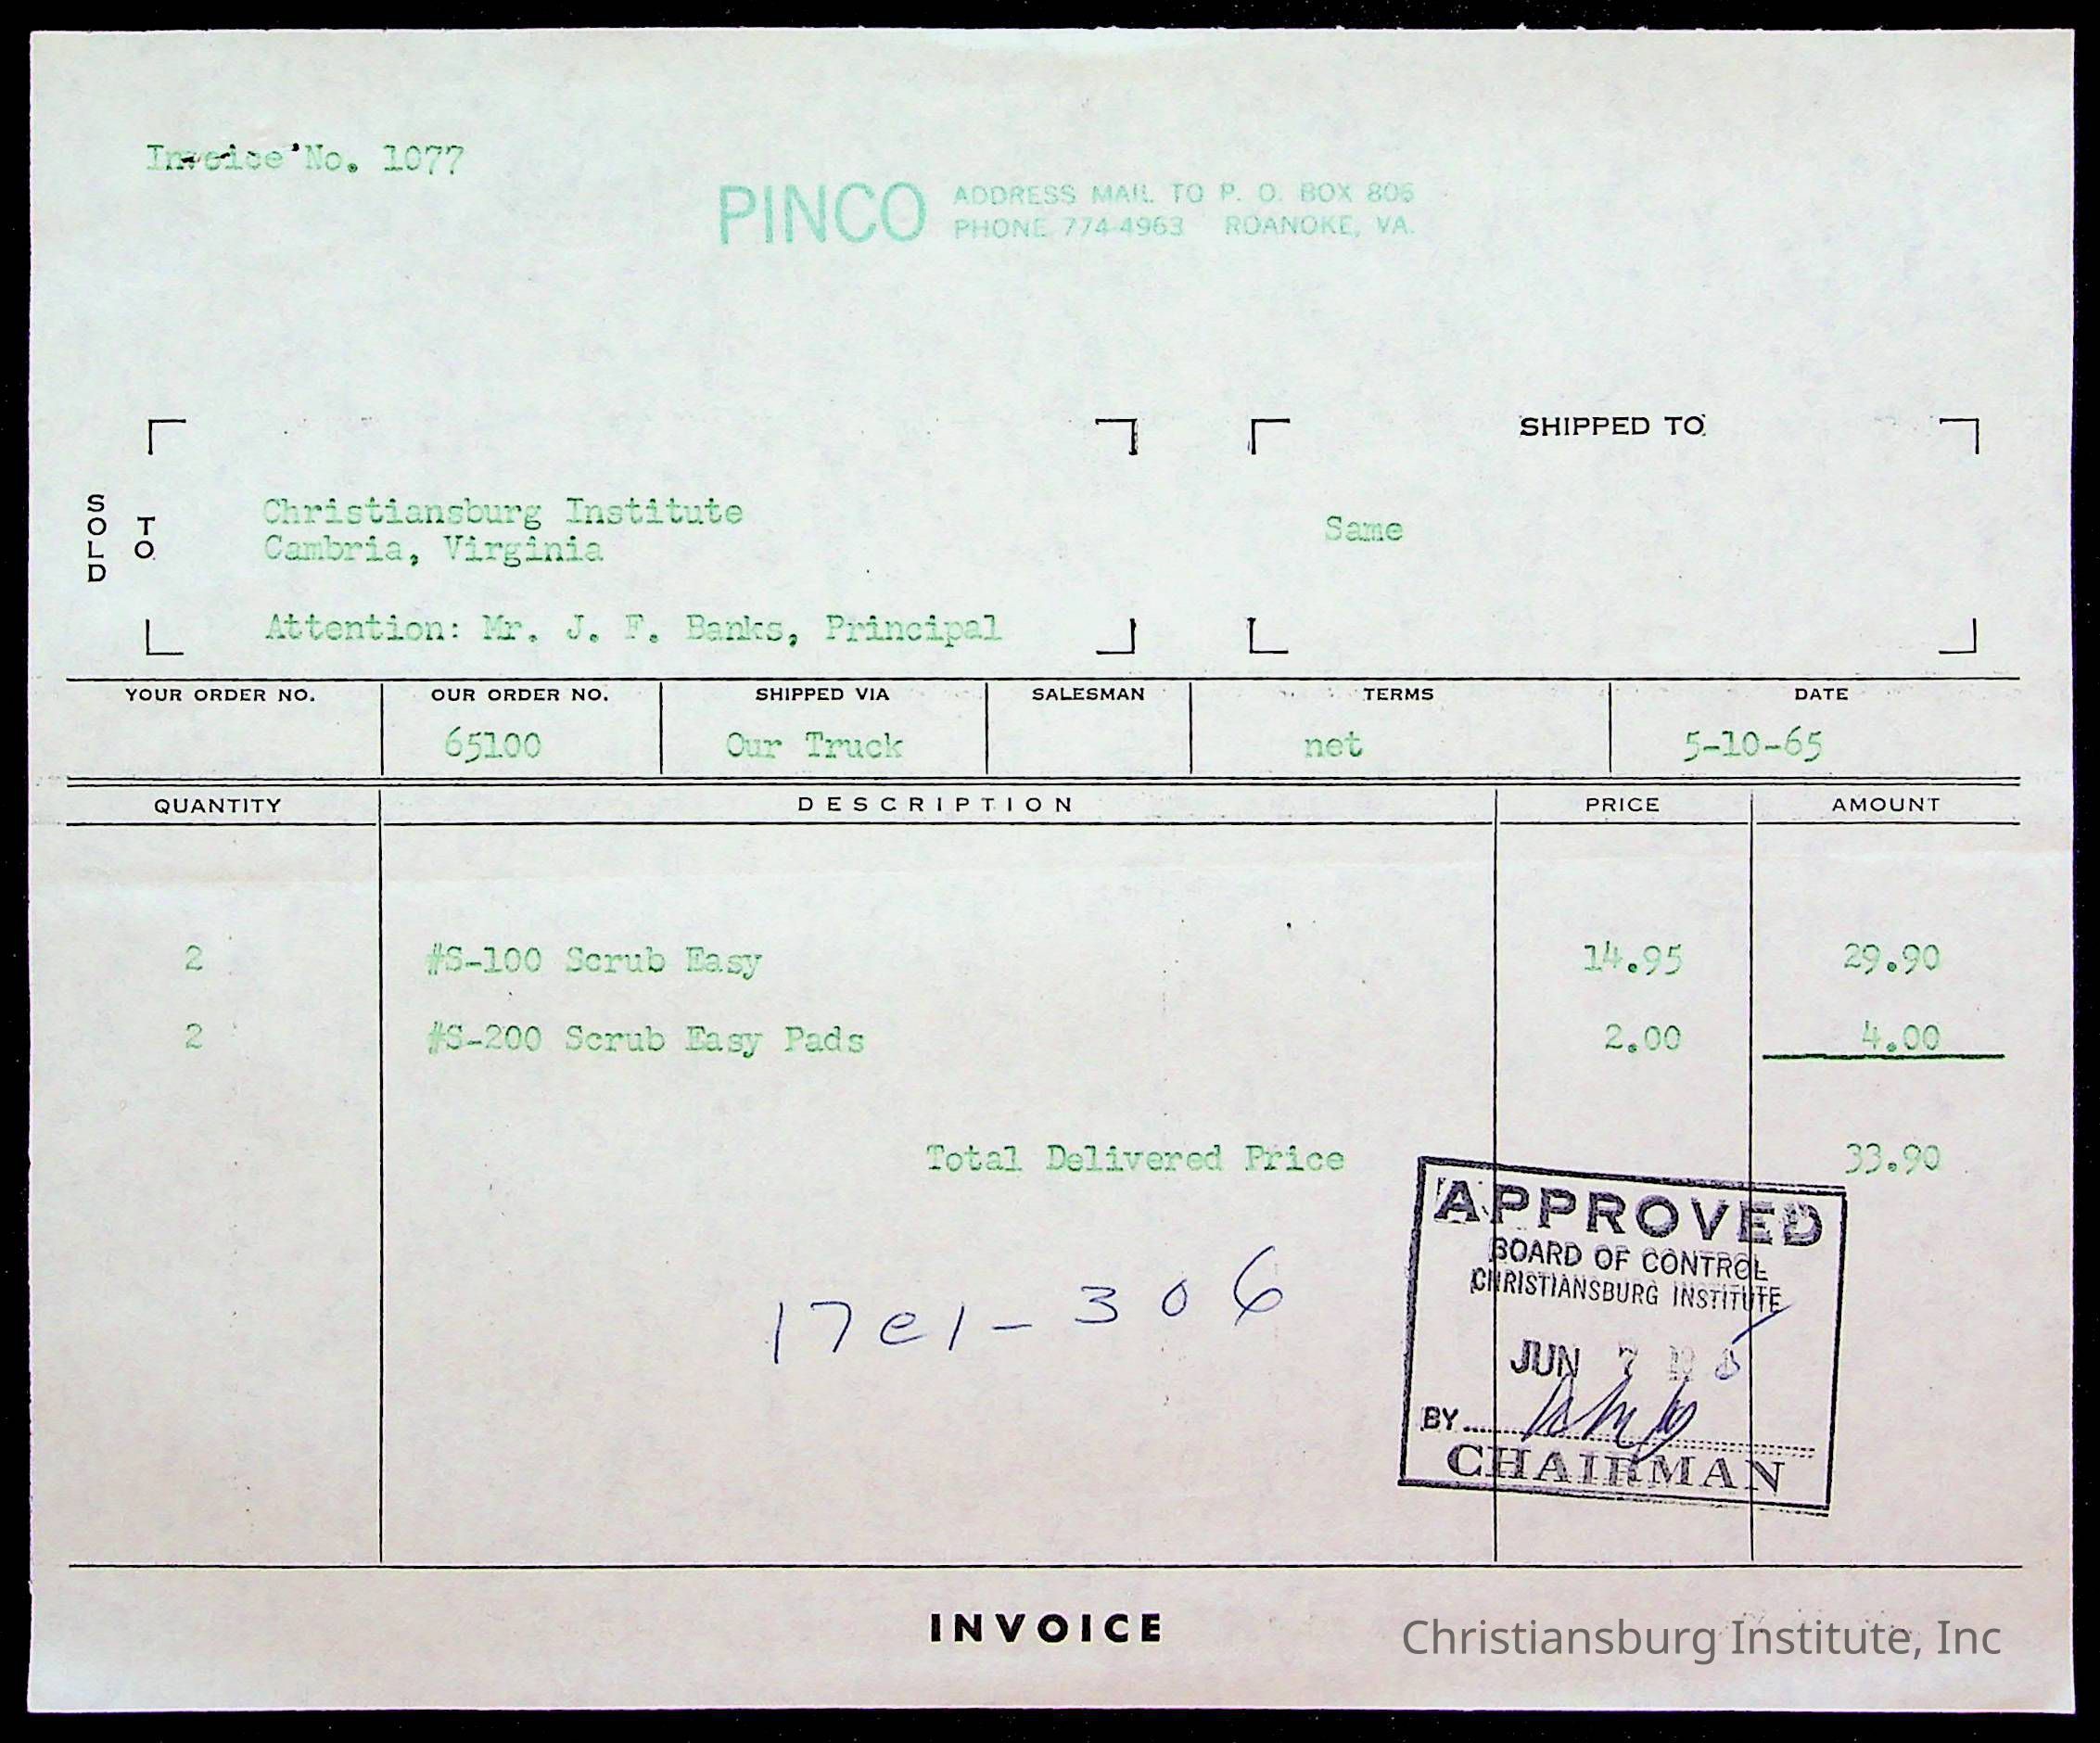 Invoice No. 1077
PINCO
ADDRESS MAIL TO P. O. BOX 806
PHONE 774-4963 ROANOKE, VA.
SHIPPED TO
SOLD TO
Christiansburg Institute
Cambria, Virginia
Same
Attention: Mr. J. F. Banks, Principal
YOUR ORDER NO. OUR ORDER NO. SHIPPED VIA SALESMAN TERMS DATE
65100 Our Truck net 5-10-65
QUANTITY DESCRIPTION PRICE AMOUNT
2 #S-100 Scrub Easy 14.95 29.90
2 #S-200 Scrub Easy Pads 2.00 4.00
Total Delivered Price 33.90
17e1-306
APPROVED
BOARD OF CONTROL
CHRISTIANSBURG INSTITUTE
JUN 7
BY
CHAIRMAN
INVOICE
Christiansburg Institute, Inc